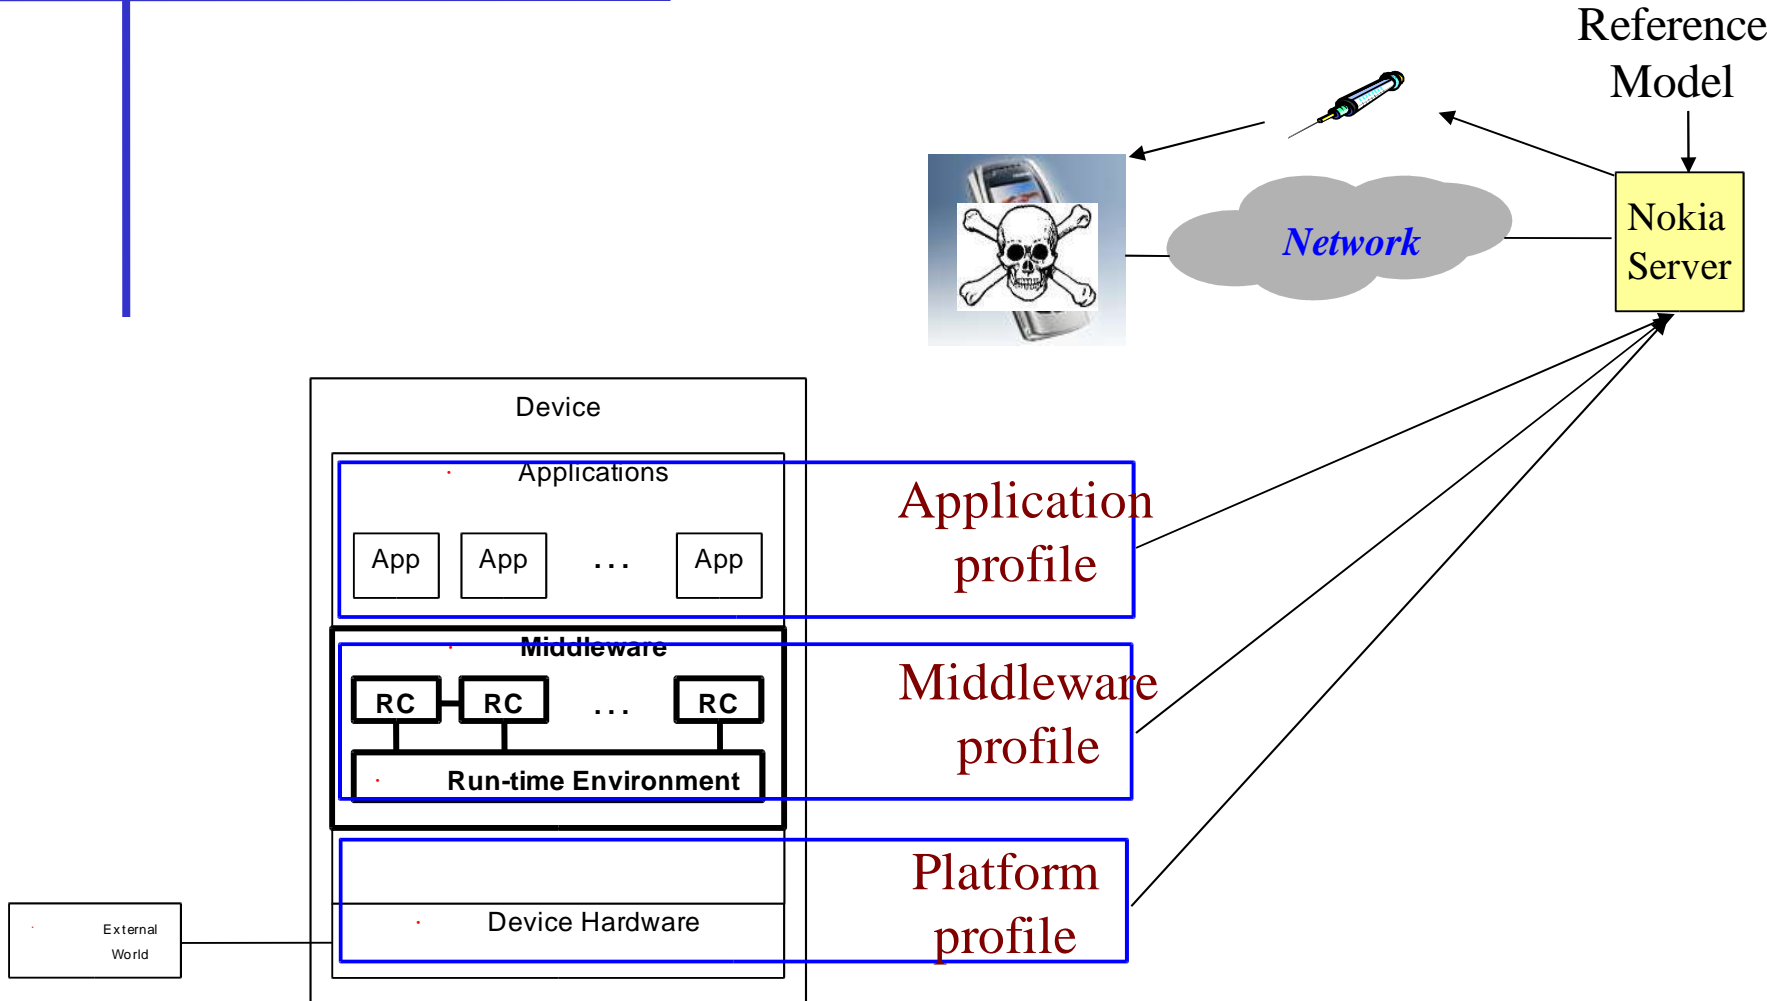 Reference
Model
Nokia
Server
Network
Device
Applications
App App ... App
Application
profile
Middleware
RC RC ... RC
Run-time Environment
Middleware
profile
Platform
profile
Device Hardware
External
World